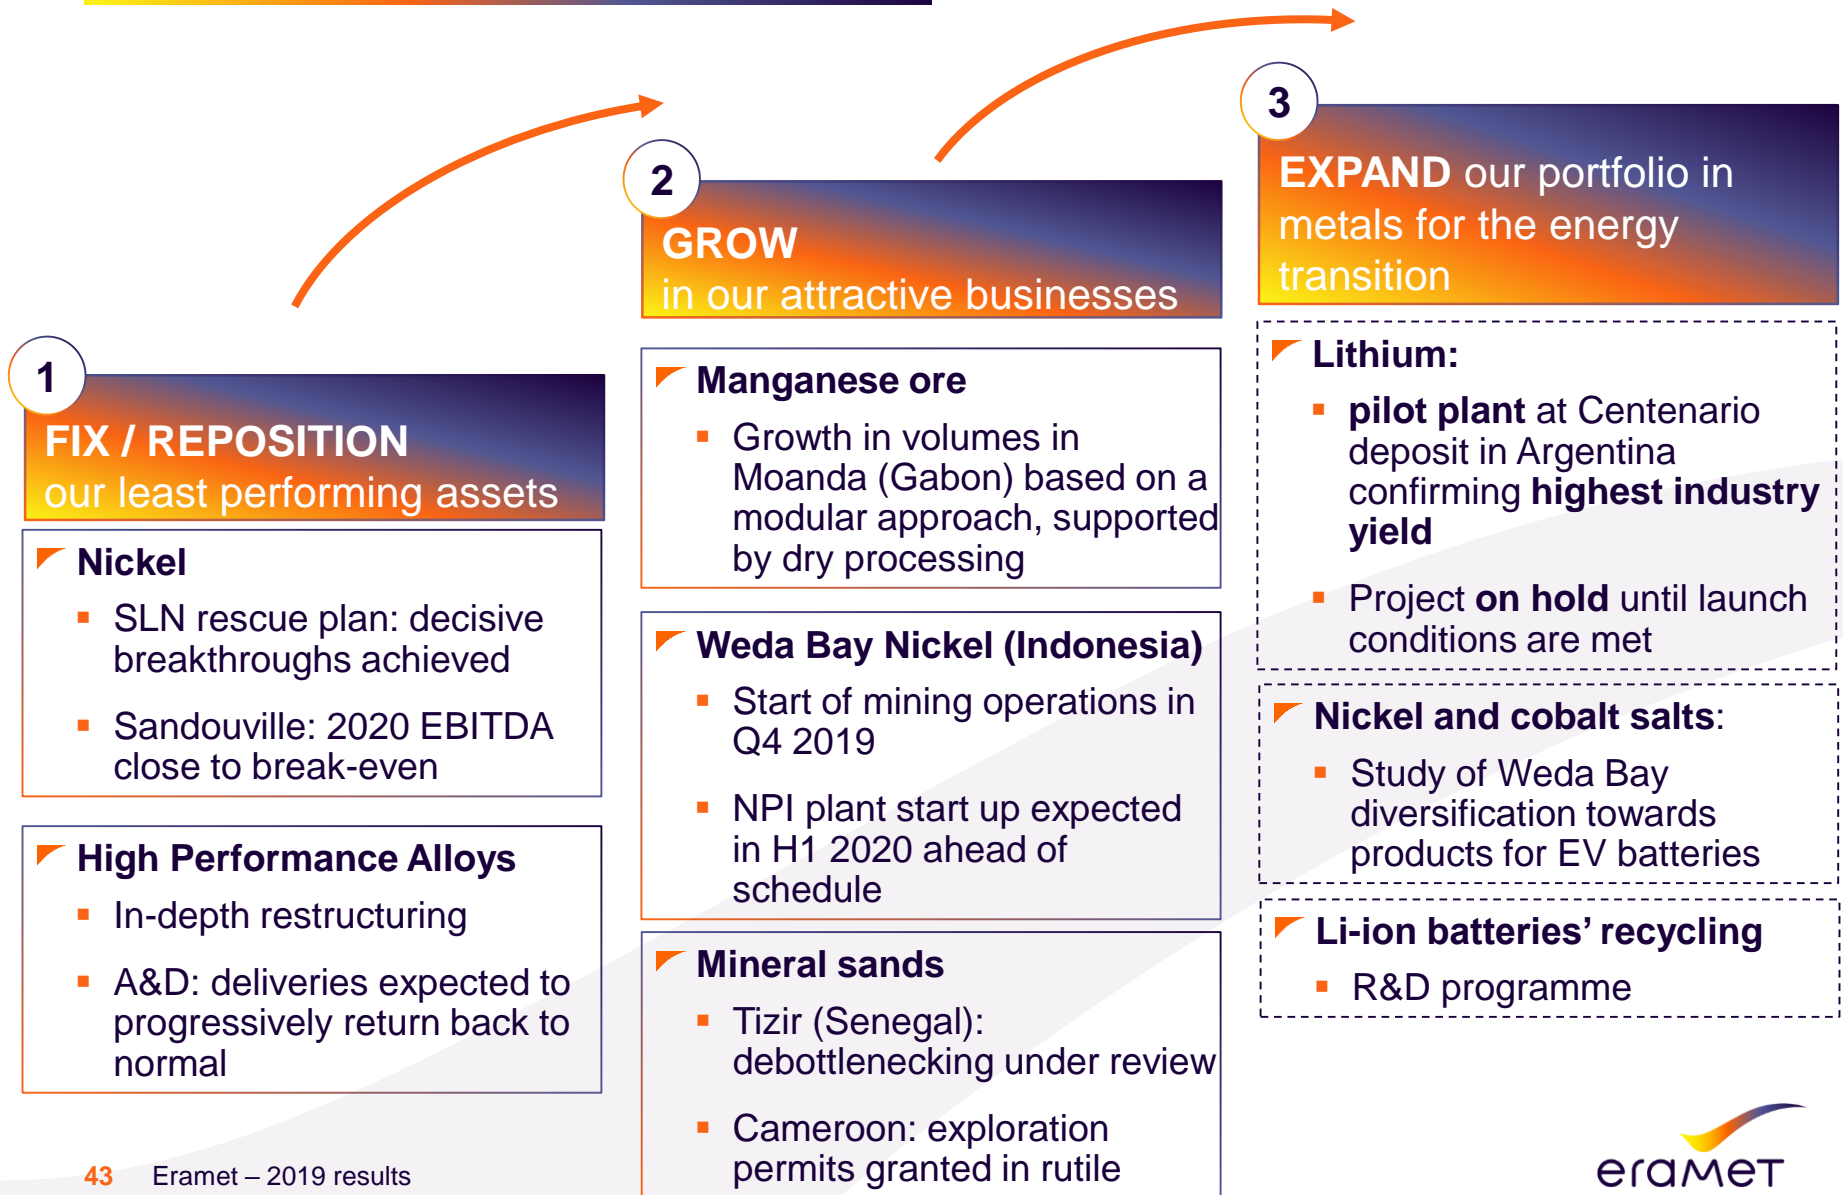 1
FIX / REPOSITION
our least performing assets
Nickel
SLN rescue plan: decisive
breakthroughs achieved
Sandouville: 2020 EBITDA
close to break-even
High Performance Alloys
In-depth restructuring
A&D: deliveries expected to
progressively return back to
normal
2
GROW
in our attractive businesses
Manganese ore
Growth in volumes in
Moanda (Gabon) based on a
modular approach, supported
by dry processing
Weda Bay Nickel (Indonesia)
Start of mining operations in
Q4 2019
NPI plant start up expected
in H1 2020 ahead of
schedule
Mineral sands
Tizir (Senegal):
debottlenecking under review
Cameroon: exploration
permits granted in rutile
3
EXPAND our portfolio in
metals for the energy
transition
Lithium:
pilot plant at Centenario
deposit in Argentina
confirming highest industry
yield
Project on hold until launch
conditions are met
Nickel and cobalt salts:
Study of Weda Bay
diversification towards
products for EV batteries
Li-ion batteries’ recycling
R&D programme
43 Eramet – 2019 results
eramet